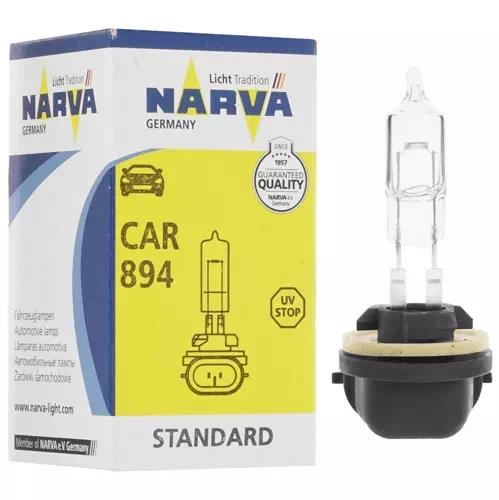 Licht Tradition
NARVA
GERMANY
CAR
894
Fahrzeuglampen
Automotive lamps
Lámparas automotive
Автомобильные лампы
Żarówki samochodowe
www.narva-light.com
Member of NARVA e.V. Germany
Licht Tradition
NARVA
GERMANY
SINCE
1957
GUARANTEED
QUALITY
NARVA e.V.
Germany
UV
STOP
STANDARD